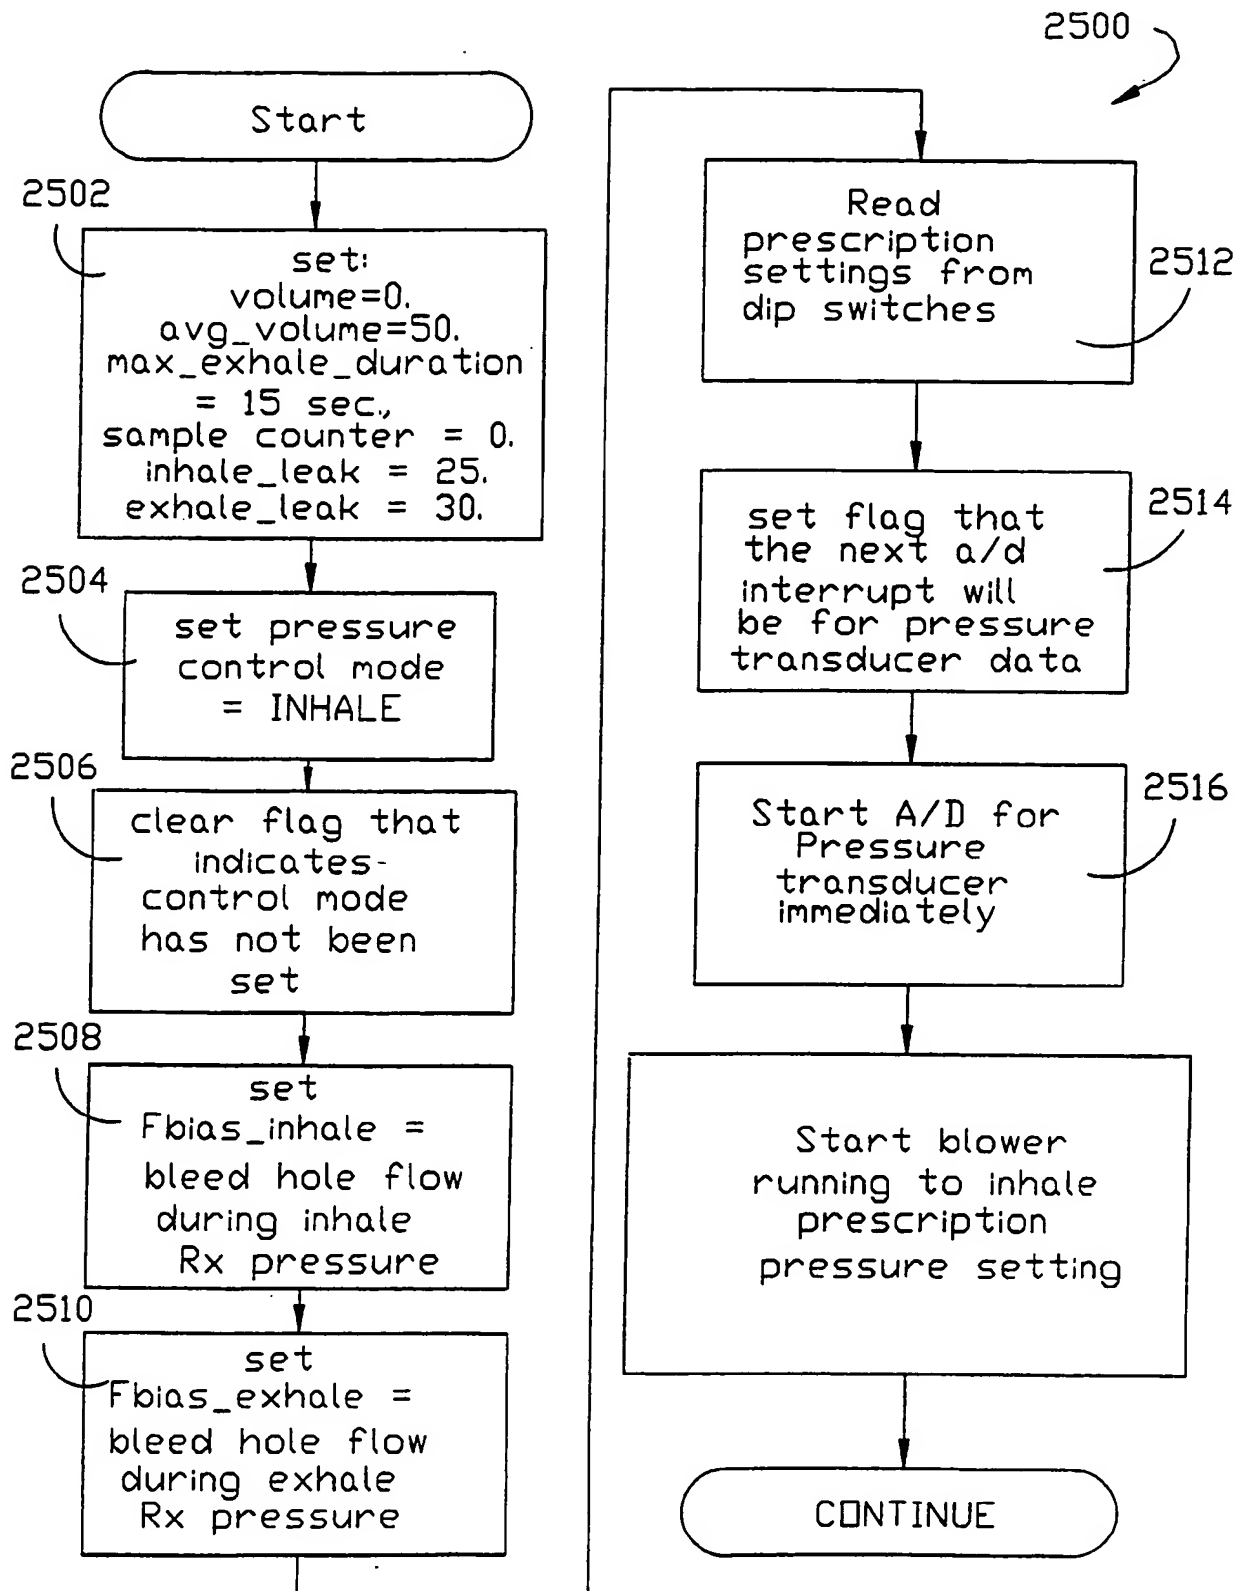 2500
Start
2502
set:
volume=0.
avg_volume=50.
max_exhale_duration
= 15 sec.,
sample counter = 0.
inhale_leak = 25.
exhale_leak = 30.
2504
set pressure
control mode
= INHALE
2506
clear flag that
indicates-
control mode
has not been
set
2508
set
Fbias_inhale =
bleed hole flow
during inhale
Rx pressure
2510
set
Fbias_exhale =
bleed hole flow
during exhale
Rx pressure
Read
prescription
settings from
dip switches
2512
set flag that
the next a/d
interrupt will
be for pressure
transducer data
2514
Start A/D for
Pressure
transducer
immediately
2516
Start blower
running to inhale
prescription
pressure setting
CONTINUE